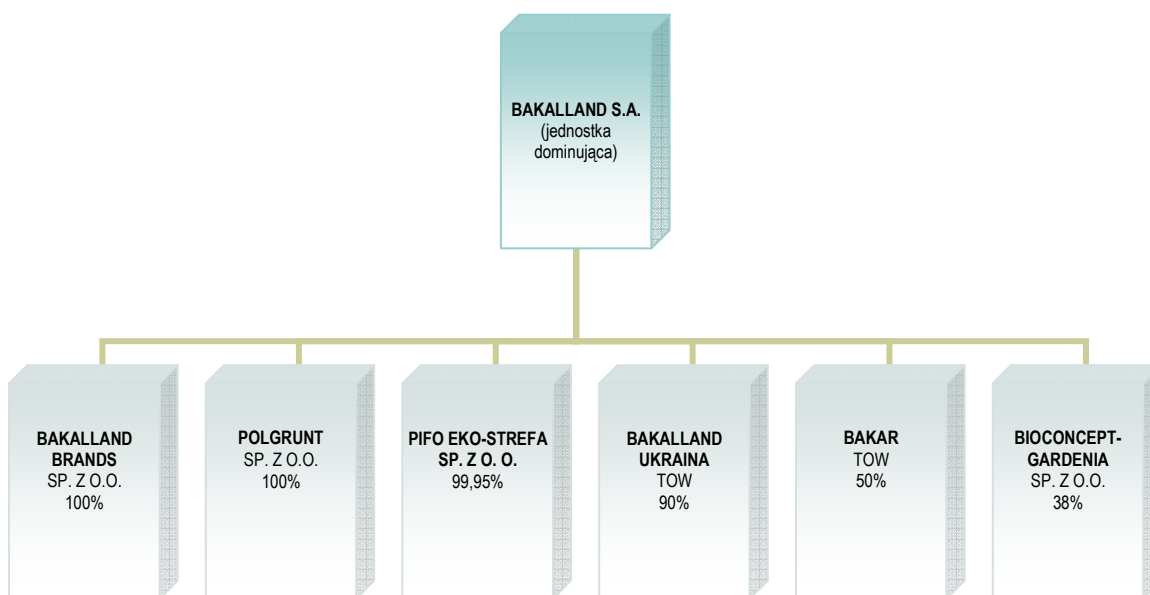 BAKALLAND S.A.
(jednostka
dominująca)
BAKALLAND
BRANDS
SP. Z O.O.
100%
POLGRUNT
SP. Z O.O.
100%
PIFO EKO-STREFA
SP. Z O. O.
99,95%
BAKALLAND
UKRAINA
TOW
90%
BAKAR
TOW
50%
BIOCONCEPT-
GARDENIA
SP. Z O.O.
38%